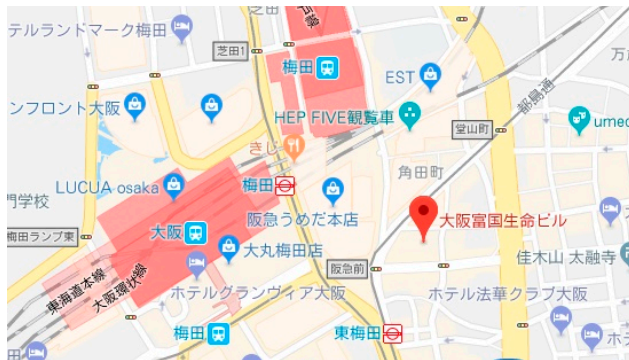 芝田
テルランドマーク梅田
芝田1
梅田
EST
万
都島通
ンフロント大阪
HEP FIVE観覧車
堂山町
umed
きじ
角田町
門学校
LUCUA osaka
梅田
阪急うめだ本店
大阪富国生命ビル
梅田ランプ東
大阪
大丸梅田店
阪急前
佳木山 太融寺
東海道本線
大阪環状線
ホテルグランヴィア大阪
ホテル法華クラブ大阪
梅田
東梅田